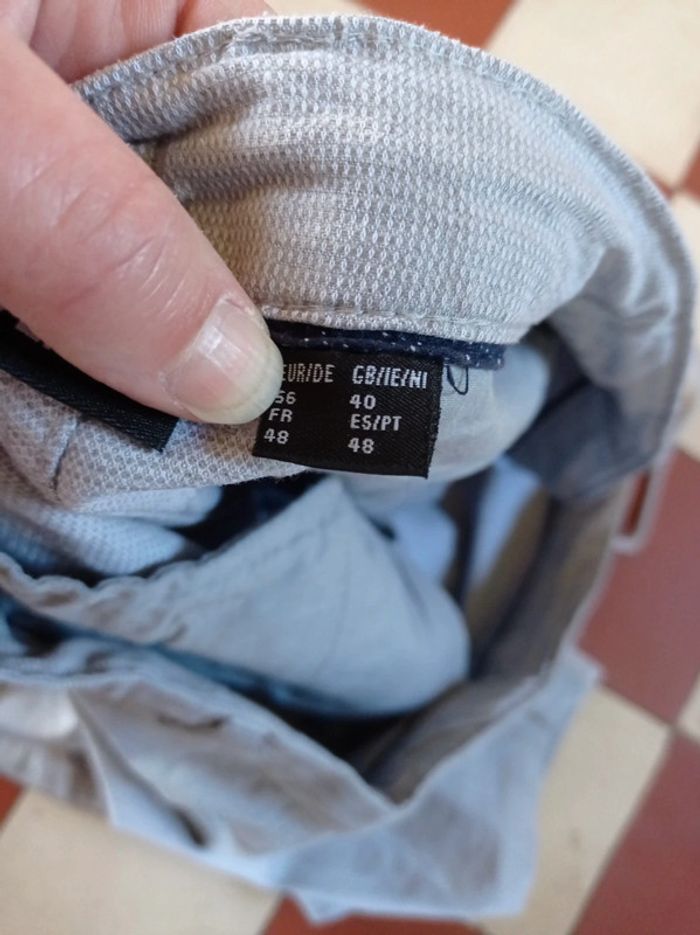 EUR/DE GB/IE/NI
56 40
FR ES/PT
48 48